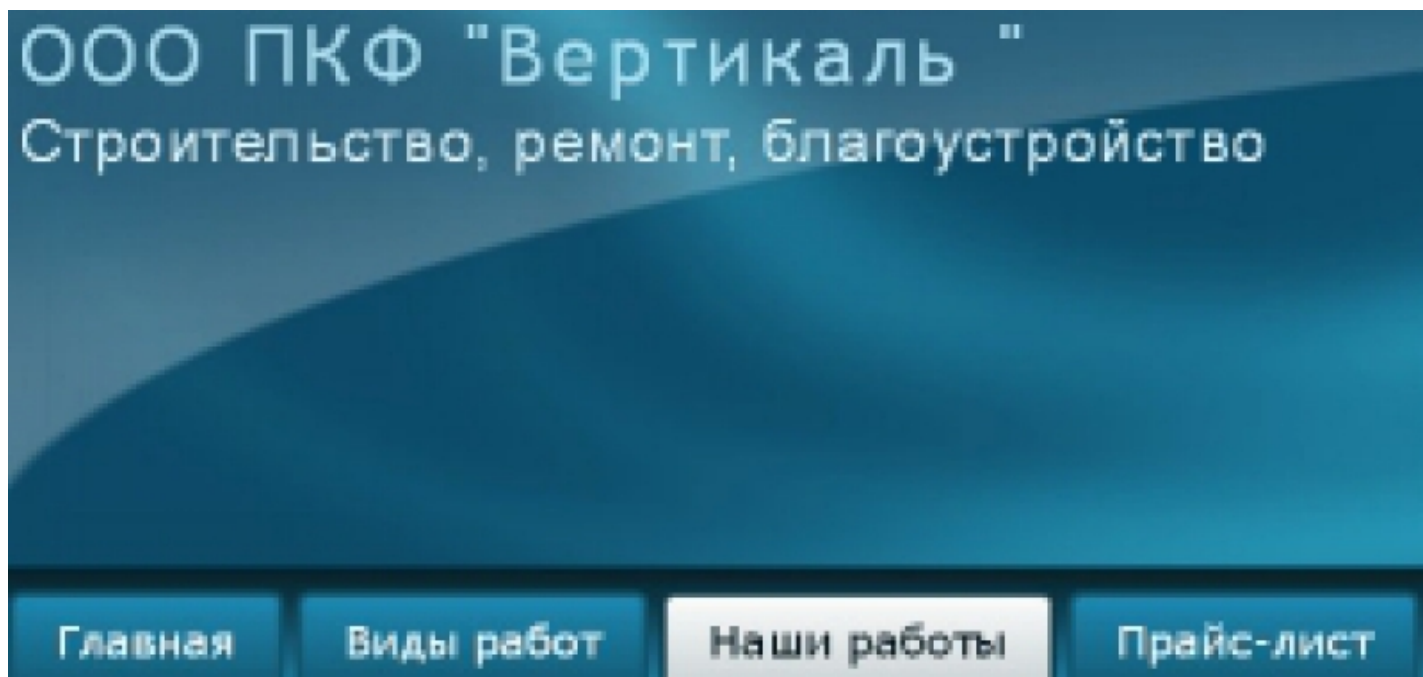 ООО ПКФ "Вертикаль "
Строительство, ремонт, благоустройство
Главная Виды работ Наши работы Прайс-лист